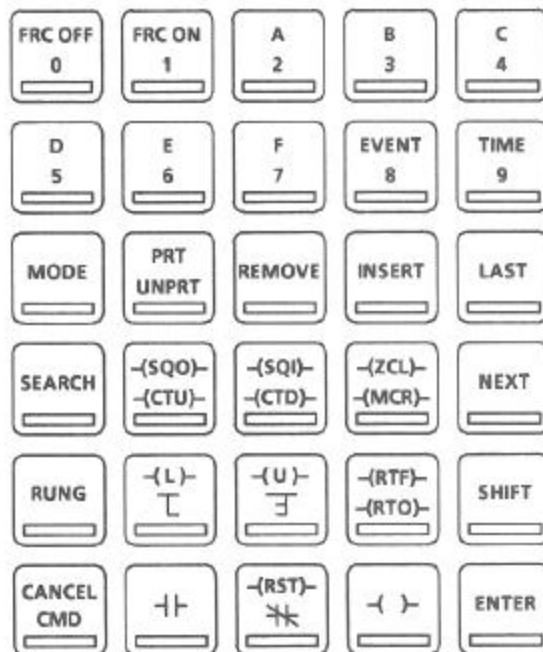 FRC OFF
0
FRC ON
1
A
2
B
3
C
4
D
5
E
6
F
7
EVENT
8
TIME
9
MODE
PRT
UNPRT
REMOVE
INSERT
LAST
SEARCH
-(SQO)-
-(CTU)-
-(SQI)-
-(CTD)-
-(ZCL)-
-(MCR)-
NEXT
RUNG
-(L)-
-(U)-
-(RTF)-
-(RTO)-
SHIFT
CANCEL
CMD
-(RST)-
-( )-
ENTER